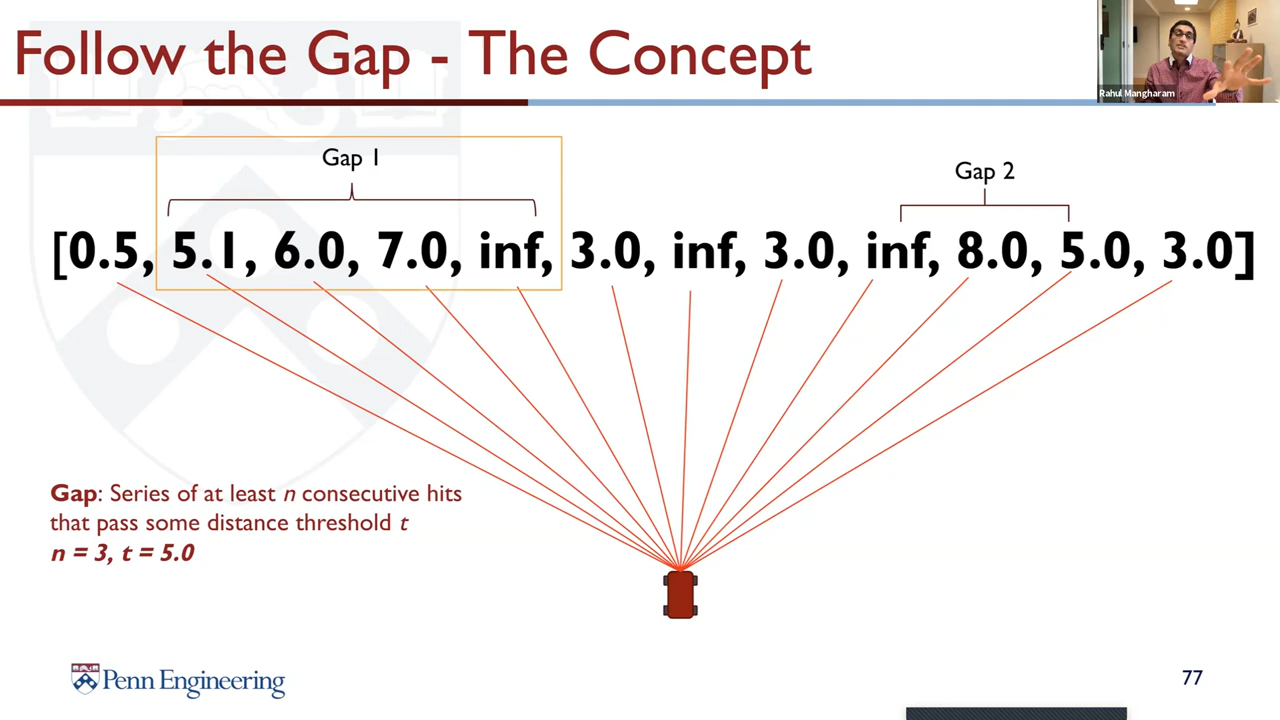 Follow the Gap - The Concept
Rahul Mangharam
Gap 1
Gap 2
[0.5, 5.1, 6.0, 7.0, inf, 3.0, inf, 3.0, inf, 8.0, 5.0, 3.0]
Gap: Series of at least n consecutive hits
that pass some distance threshold t
n = 3, t = 5.0
Penn Engineering
77